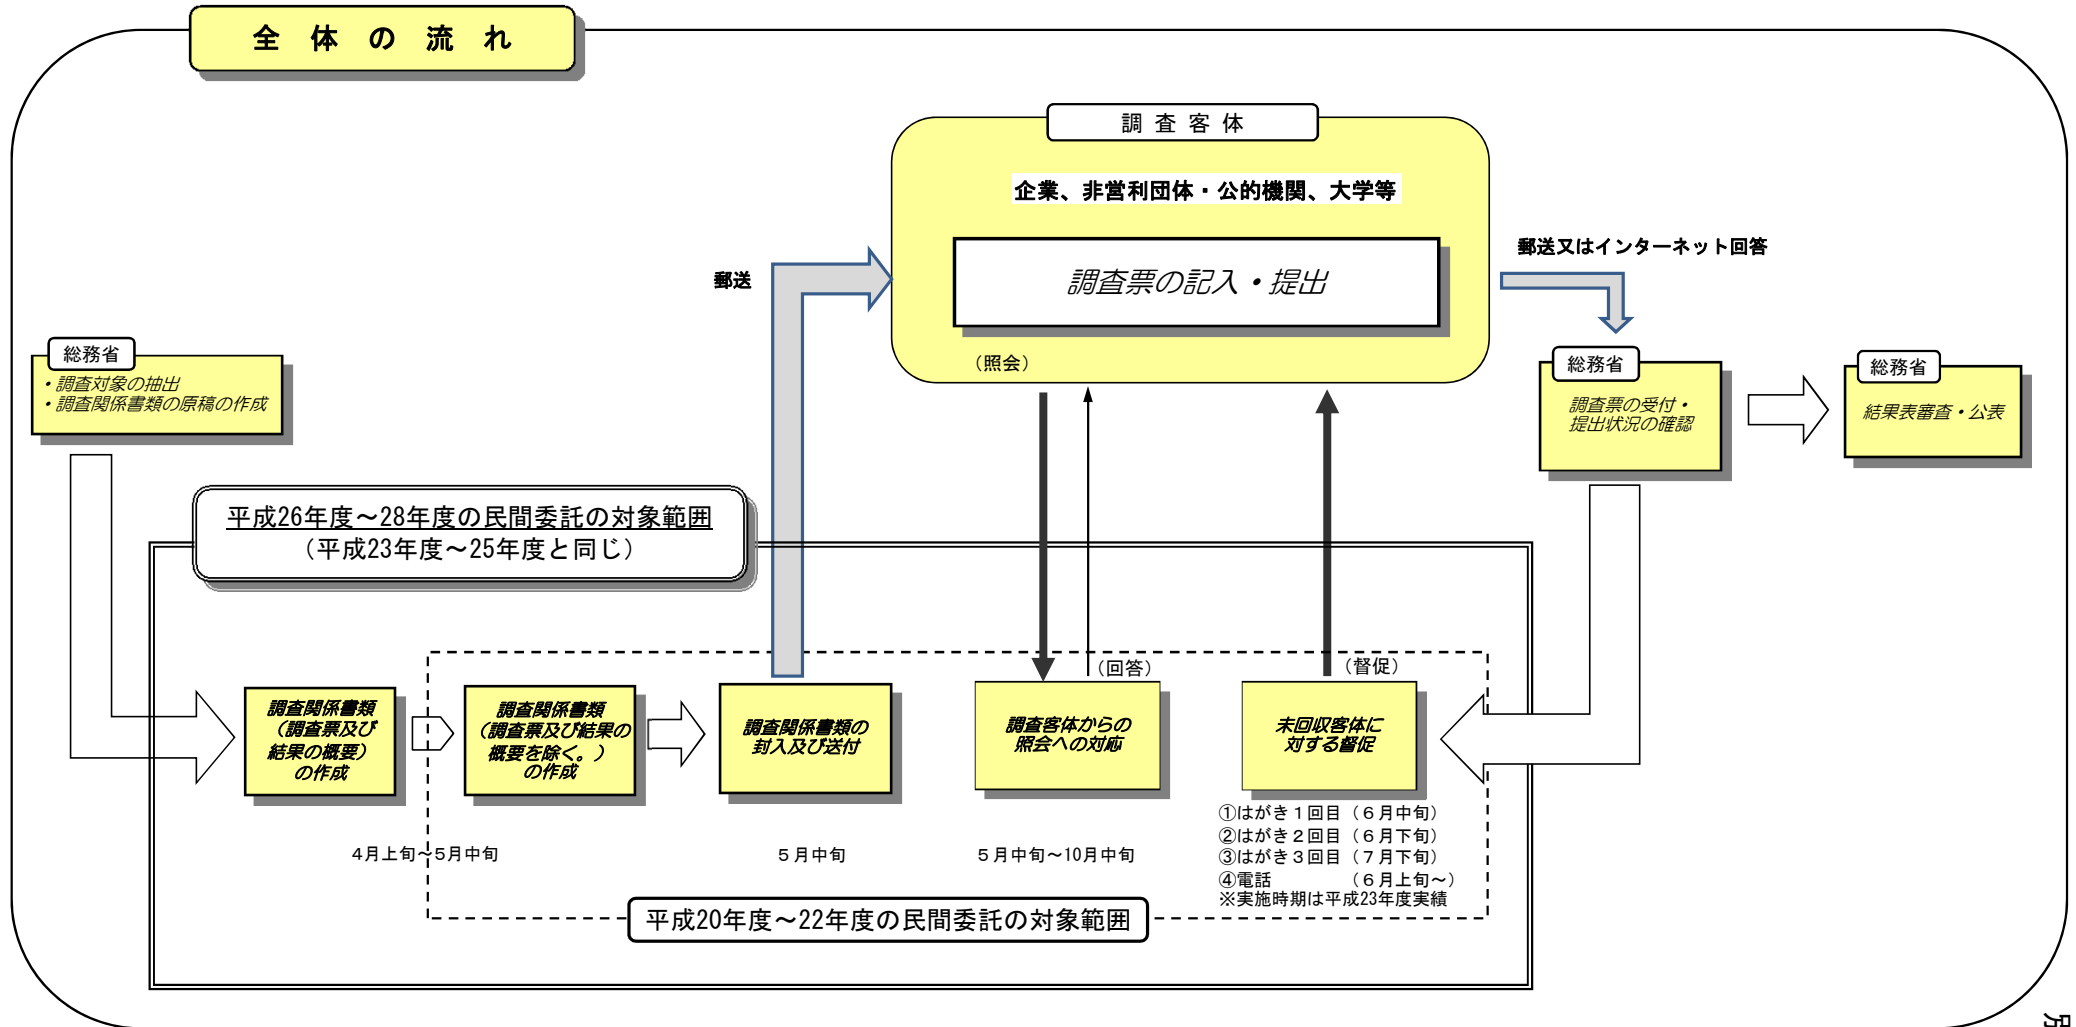 全体の流れ
調査客体
企業、非営利団体・公的機関、大学等
調査票の記入・提出
郵送
郵送又はインターネット回答
（照会）
総務省
・調査対象の抽出
・調査関係書類の原稿の作成
総務省
調査票の受付・
提出状況の確認
総務省
結果表審査・公表
平成26年度～28年度の民間委託の対象範囲
（平成23年度～25年度と同じ）
（回答）
（督促）
調査関係書類
（調査票及び
結果の概要）
の作成
調査関係書類
（調査票及び結果の
概要を除く。）
の作成
調査関係書類の
封入及び送付
調査客体からの
照会への対応
未回収客体に
対する督促
4月上旬～5月中旬
５月中旬
５月中旬～10月中旬
①はがき１回目（６月中旬）
②はがき２回目（６月下旬）
③はがき３回目（７月下旬）
④電話　　　　（６月上旬～）
※実施時期は平成23年度実績
平成20年度～22年度の民間委託の対象範囲